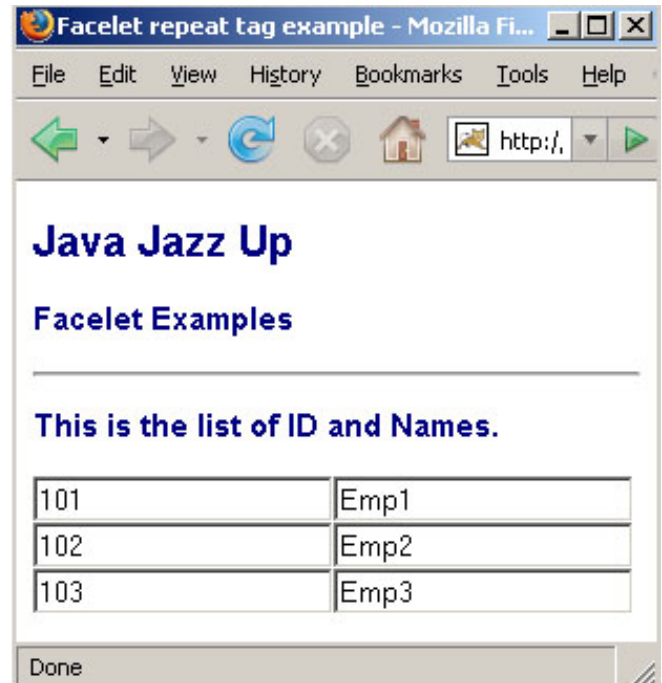 Facelet repeat tag example - Mozilla Fi...
File Edit View History Bookmarks Tools Help
http:/,
Java Jazz Up
Facelet Examples
This is the list of ID and Names.
101 Emp1
102 Emp2
103 Emp3
Done